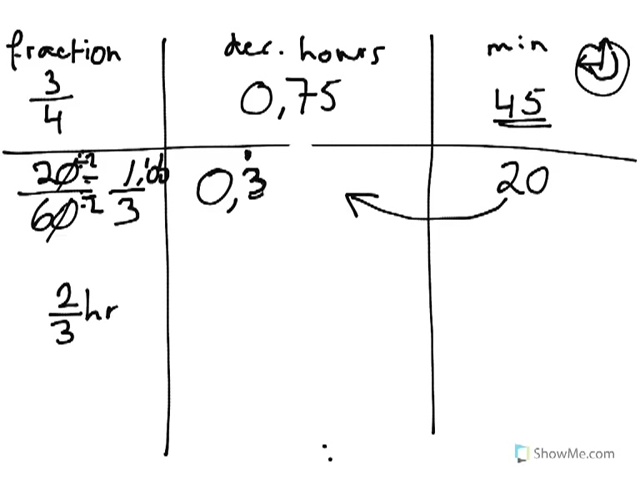 fraction dec. hours min
3/4 0,75 45
20/60 1,00/3 0,3̇ 20
2/3 hr
ShowMe.com